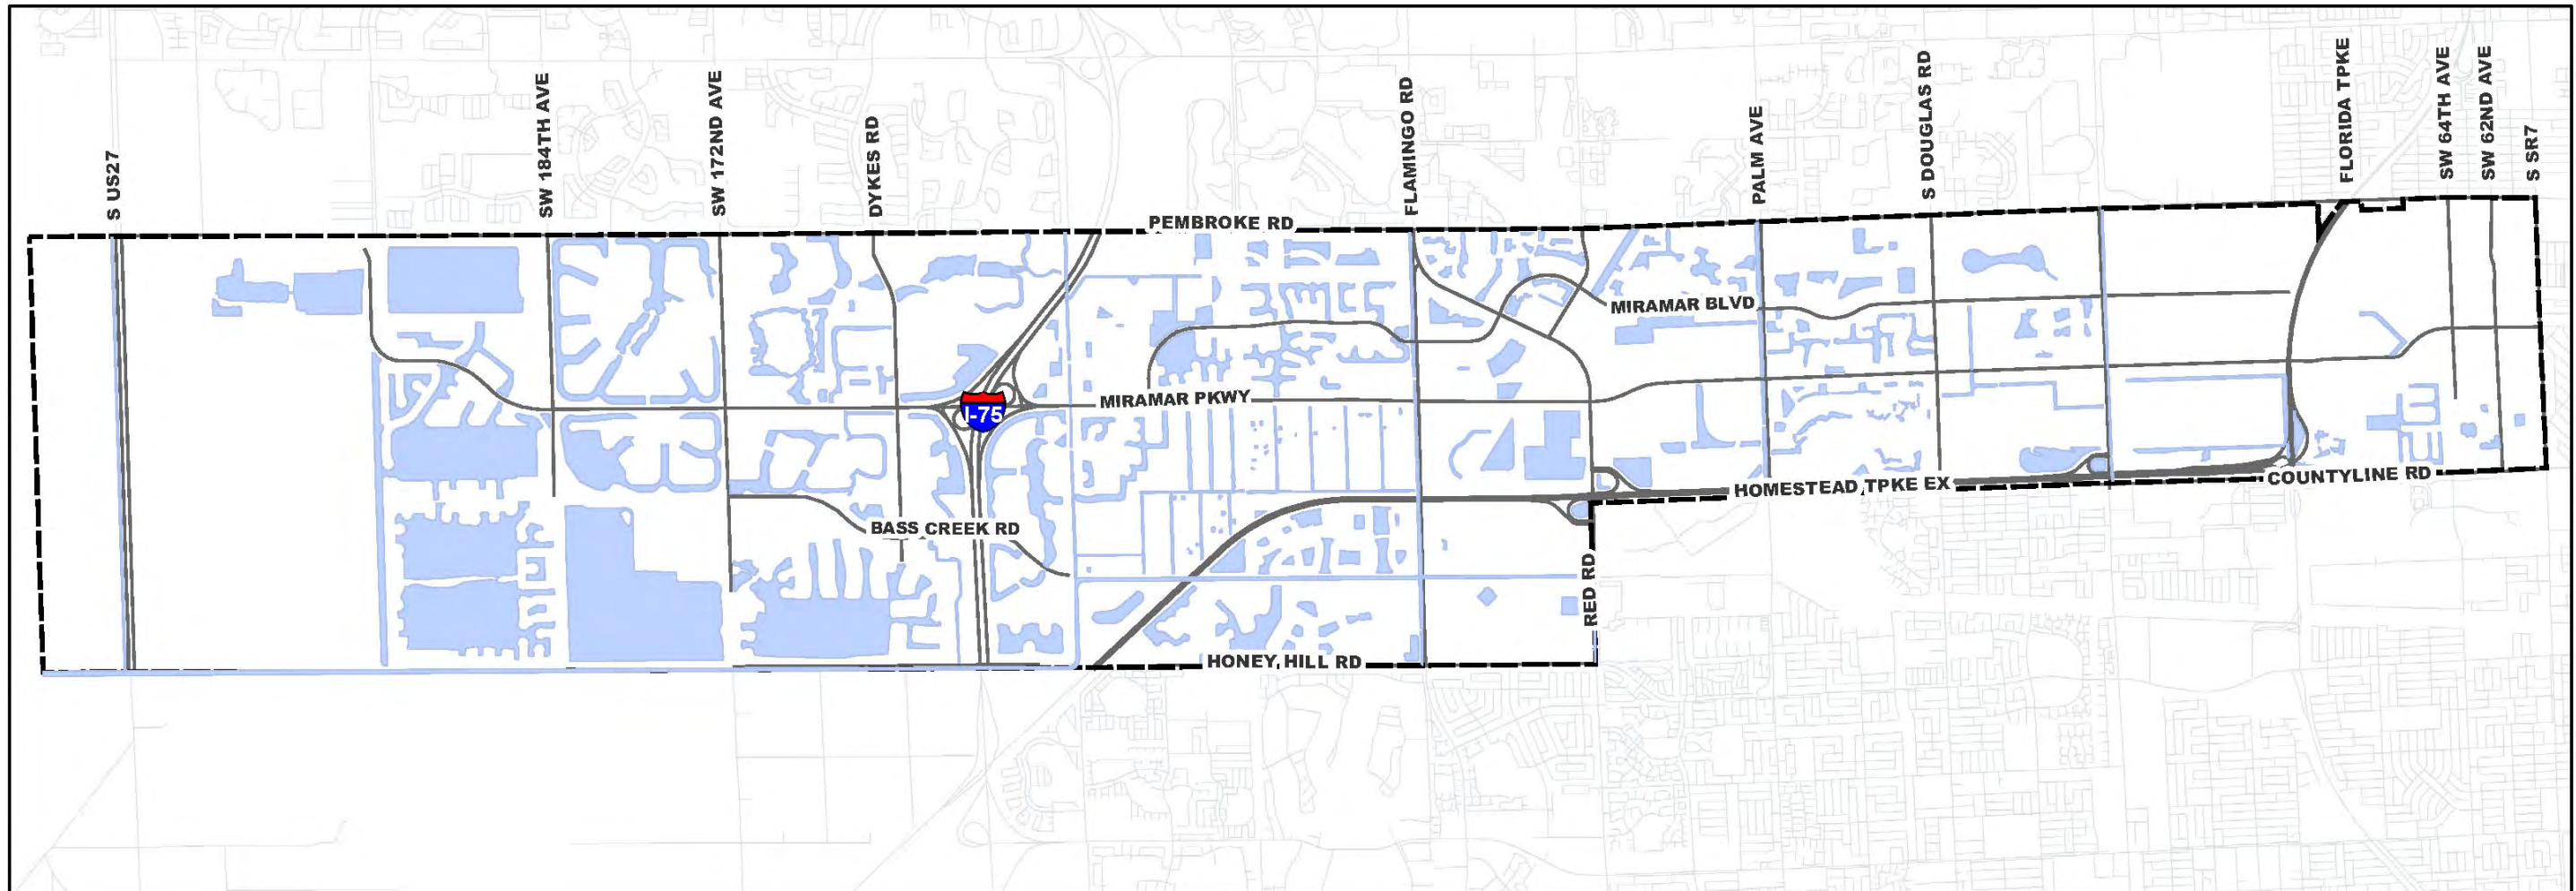 S US27
SW 184TH AVE
SW 172ND AVE
DYKES RD
FLAMINGO RD
PALM AVE
S DOUGLAS RD
FLORIDA TPKE
SW 64TH AVE
SW 62ND AVE
S SR7
PEMBROKE RD
MIRAMAR BLVD
MIRAMAR PKWY
I-75
BASS CREEK RD
HOMESTEAD TPKE EX
COUNTYLINE RD
RED RD
HONEY HILL RD